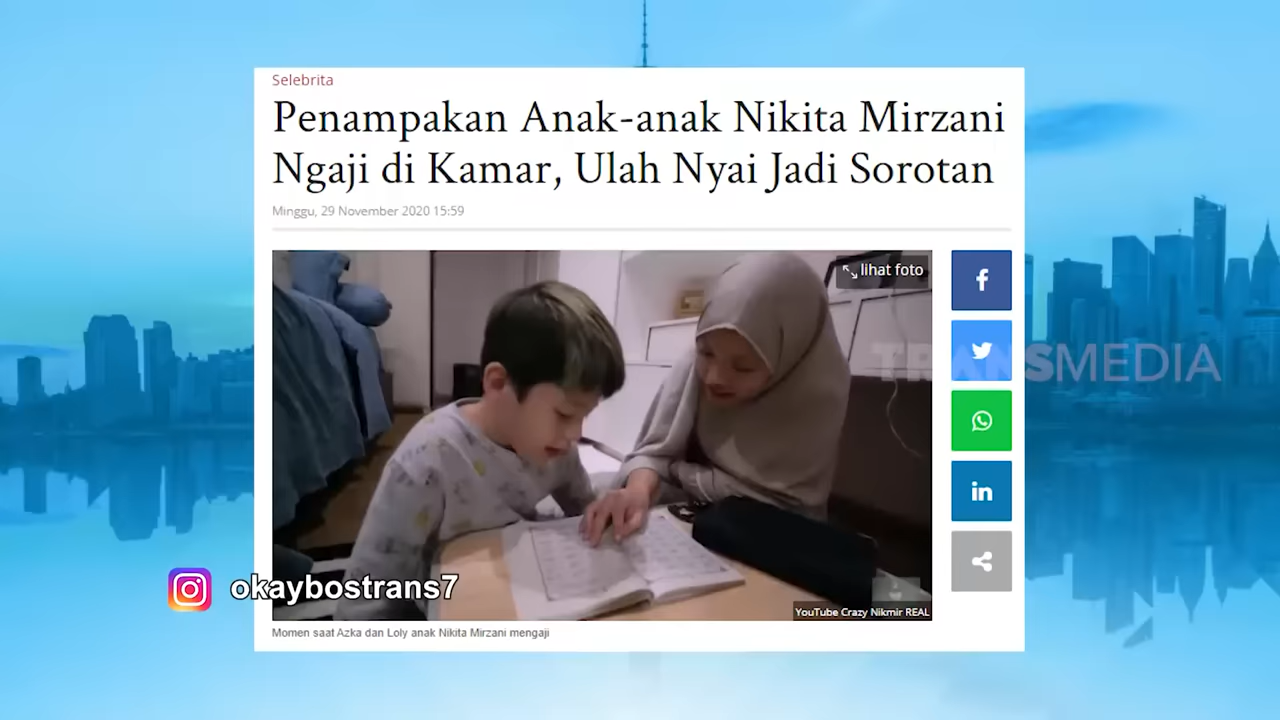 Selebrita
Penampakan Anak-anak Nikita Mirzani
Ngaji di Kamar, Ulah Nyai Jadi Sorotan
Minggu, 29 November 2020 15:59
lihat foto
TRANSMEDIA
okaybostrans7
YouTube Crazy Nikmir REAL
Momen saat Azka dan Loly anak Nikita Mirzani mengaji